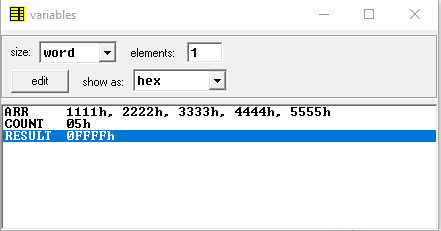 variables
size: word elements: 1
edit show as: hex
ARR 1111h, 2222h, 3333h, 4444h, 5555h
COUNT 05h
RESULT 0FFFFh